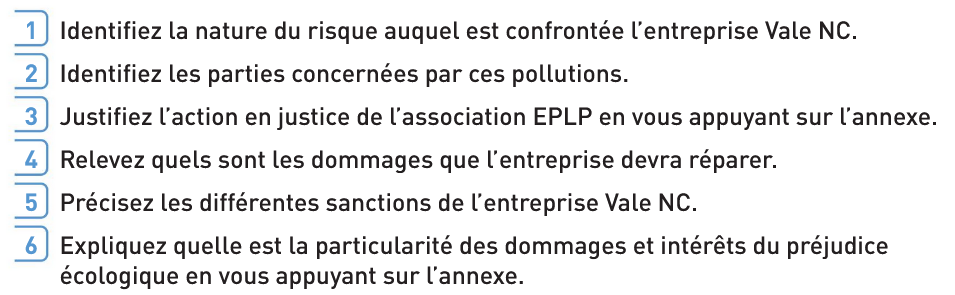 1 Identifiez la nature du risque auquel est confrontée l'entreprise Vale NC.
2 Identifiez les parties concernées par ces pollutions.
3 Justifiez l'action en justice de l'association EPLP en vous appuyant sur l'annexe.
4 Relevez quels sont les dommages que l'entreprise devra réparer.
5 Précisez les différentes sanctions de l'entreprise Vale NC.
6 Expliquez quelle est la particularité des dommages et intérêts du préjudice
écologique en vous appuyant sur l'annexe.